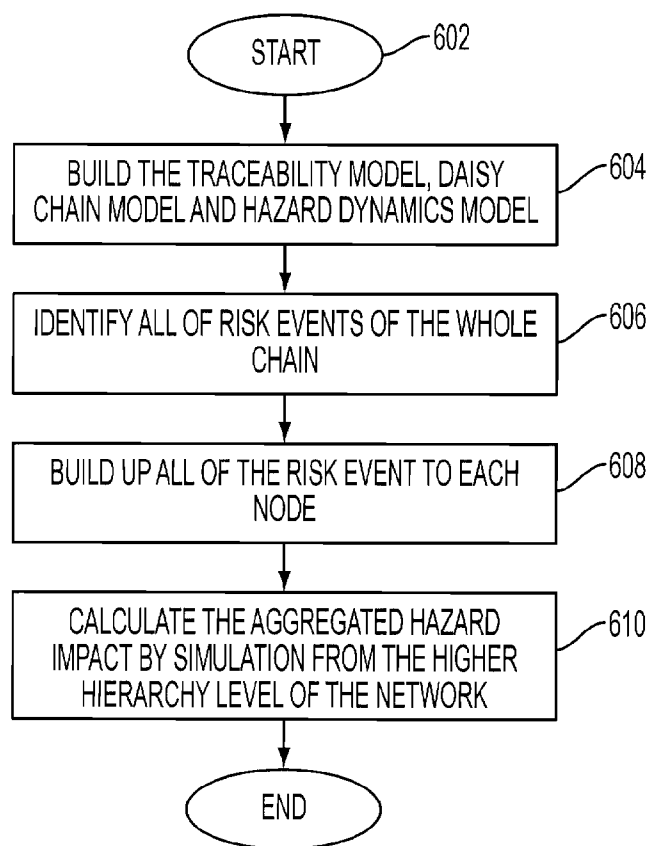 START
602
BUILD THE TRACEABILITY MODEL, DAISY
CHAIN MODEL AND HAZARD DYNAMICS MODEL
604
IDENTIFY ALL OF RISK EVENTS OF THE WHOLE
CHAIN
606
BUILD UP ALL OF THE RISK EVENT TO EACH
NODE
608
CALCULATE THE AGGREGATED HAZARD
IMPACT BY SIMULATION FROM THE HIGHER
HIERARCHY LEVEL OF THE NETWORK
610
END